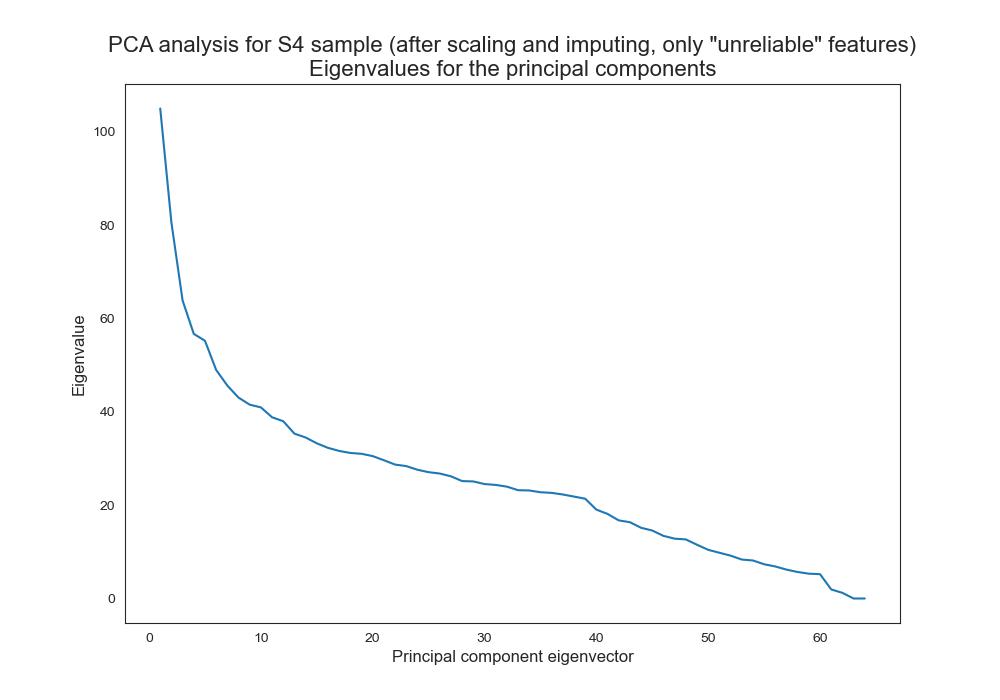 PCA analysis for S4 sample (after scaling and imputing, only "unreliable" features)
Eigenvalues for the principal components
100
80
60
40
20
0
Eigenvalue
0 10 20 30 40 50 60
Principal component eigenvector